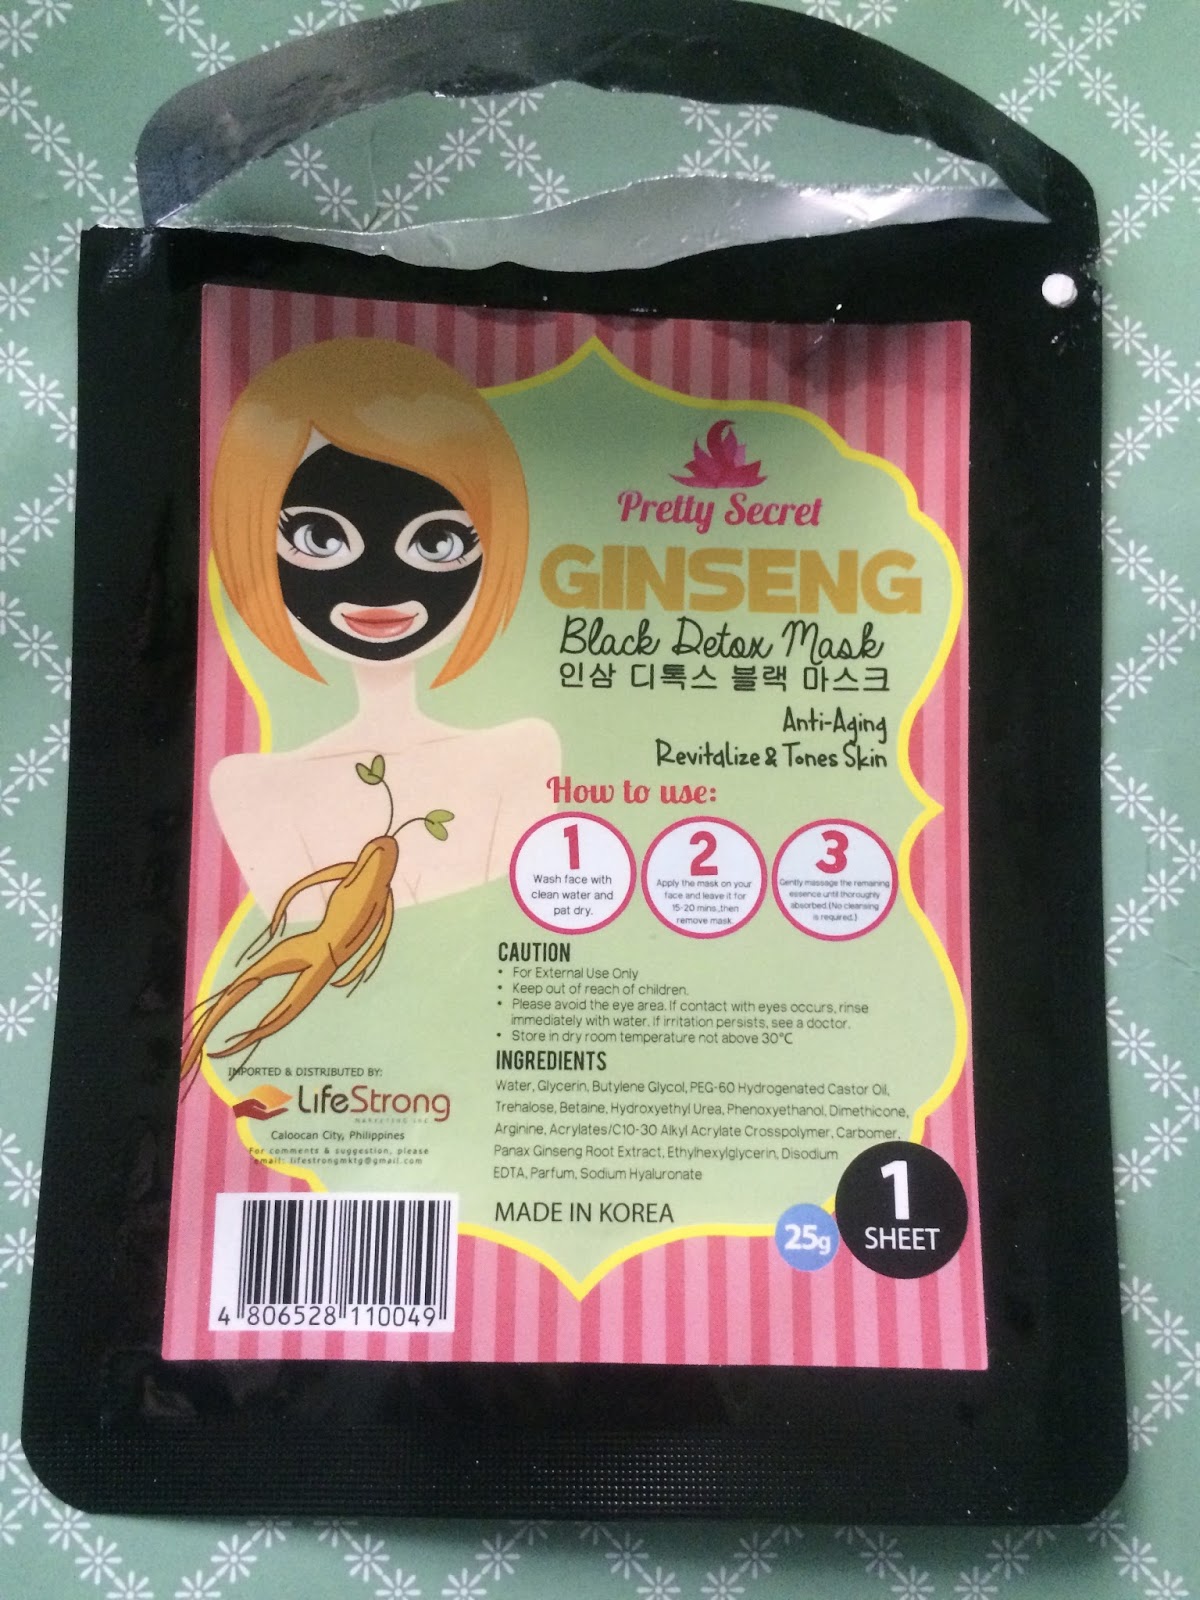 Pretty Secret
GINSENG
Black Detox Mask
인삼 디톡스 블랙 마스크
Anti-Aging
Revitalize & Tones Skin
How to use:
1
Wash face with
clean water and
pat dry.
2
Apply the mask on your
face and leave it for
15-20 mins.,then
remove mask
3
Gently massage the remaining
essence until thoroughly
absorbed.(No cleansing
is required.)
CAUTION
• For External Use Only
• Keep out of reach of children.
• Please avoid the eye area. If contact with eyes occurs, rinse
immediately with water. If irritation persists, see a doctor.
• Store in dry room temperature not above 30°C
INGREDIENTS
Water, Glycerin, Butylene Glycol, PEG-60 Hydrogenated Castor Oil,
Trehalose, Betaine, Hydroxyethyl Urea, Phenoxyethanol, Dimethicone,
Arginine, Acrylates/C10-30 Alkyl Acrylate Crosspolymer, Carbomer,
Panax Ginseng Root Extract, Ethylhexylglycerin, Disodium
EDTA, Parfum, Sodium Hyaluronate
MADE IN KOREA
IMPORTED & DISTRIBUTED BY:
LifeStrong
MARKETING INC
Caloocan City, Philippines
For comments & suggestion, please
email: lifestrongmktg@gmail.com
4 806528 110049
25g
1
SHEET